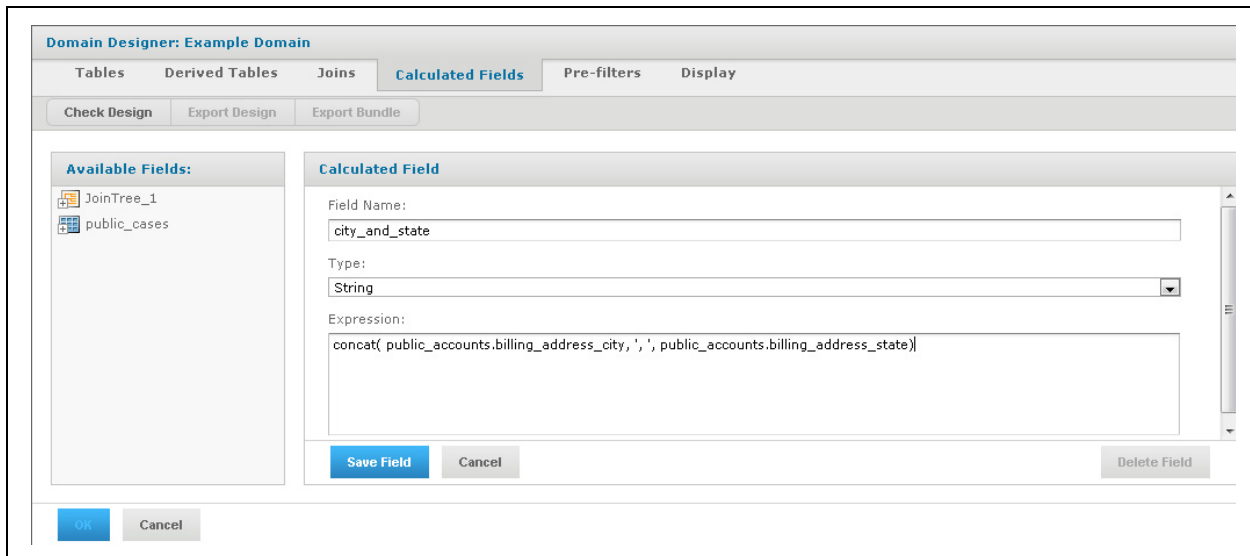 Domain Designer: Example Domain
Tables Derived Tables Joins Calculated Fields Pre-filters Display
Check Design Export Design Export Bundle
Available Fields:
JoinTree_1
public_cases
Calculated Field
Field Name:
city_and_state
Type:
String
Expression:
concat( public_accounts.billing_address_city, ', ', public_accounts.billing_address_state)
Save Field Cancel Delete Field
OK Cancel